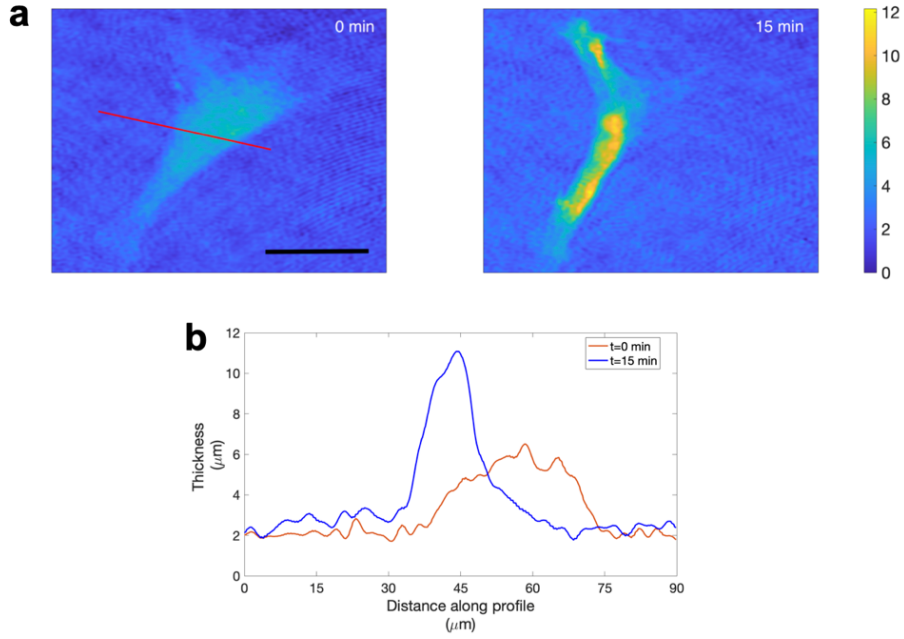 a
0 min
15 min
12
10
8
6
4
2
0
b
12
10
8
6
4
2
0
Thickness
(μm)
t=0 min
t=15 min
0 15 30 45 60 75 90
Distance along profile
(μm)